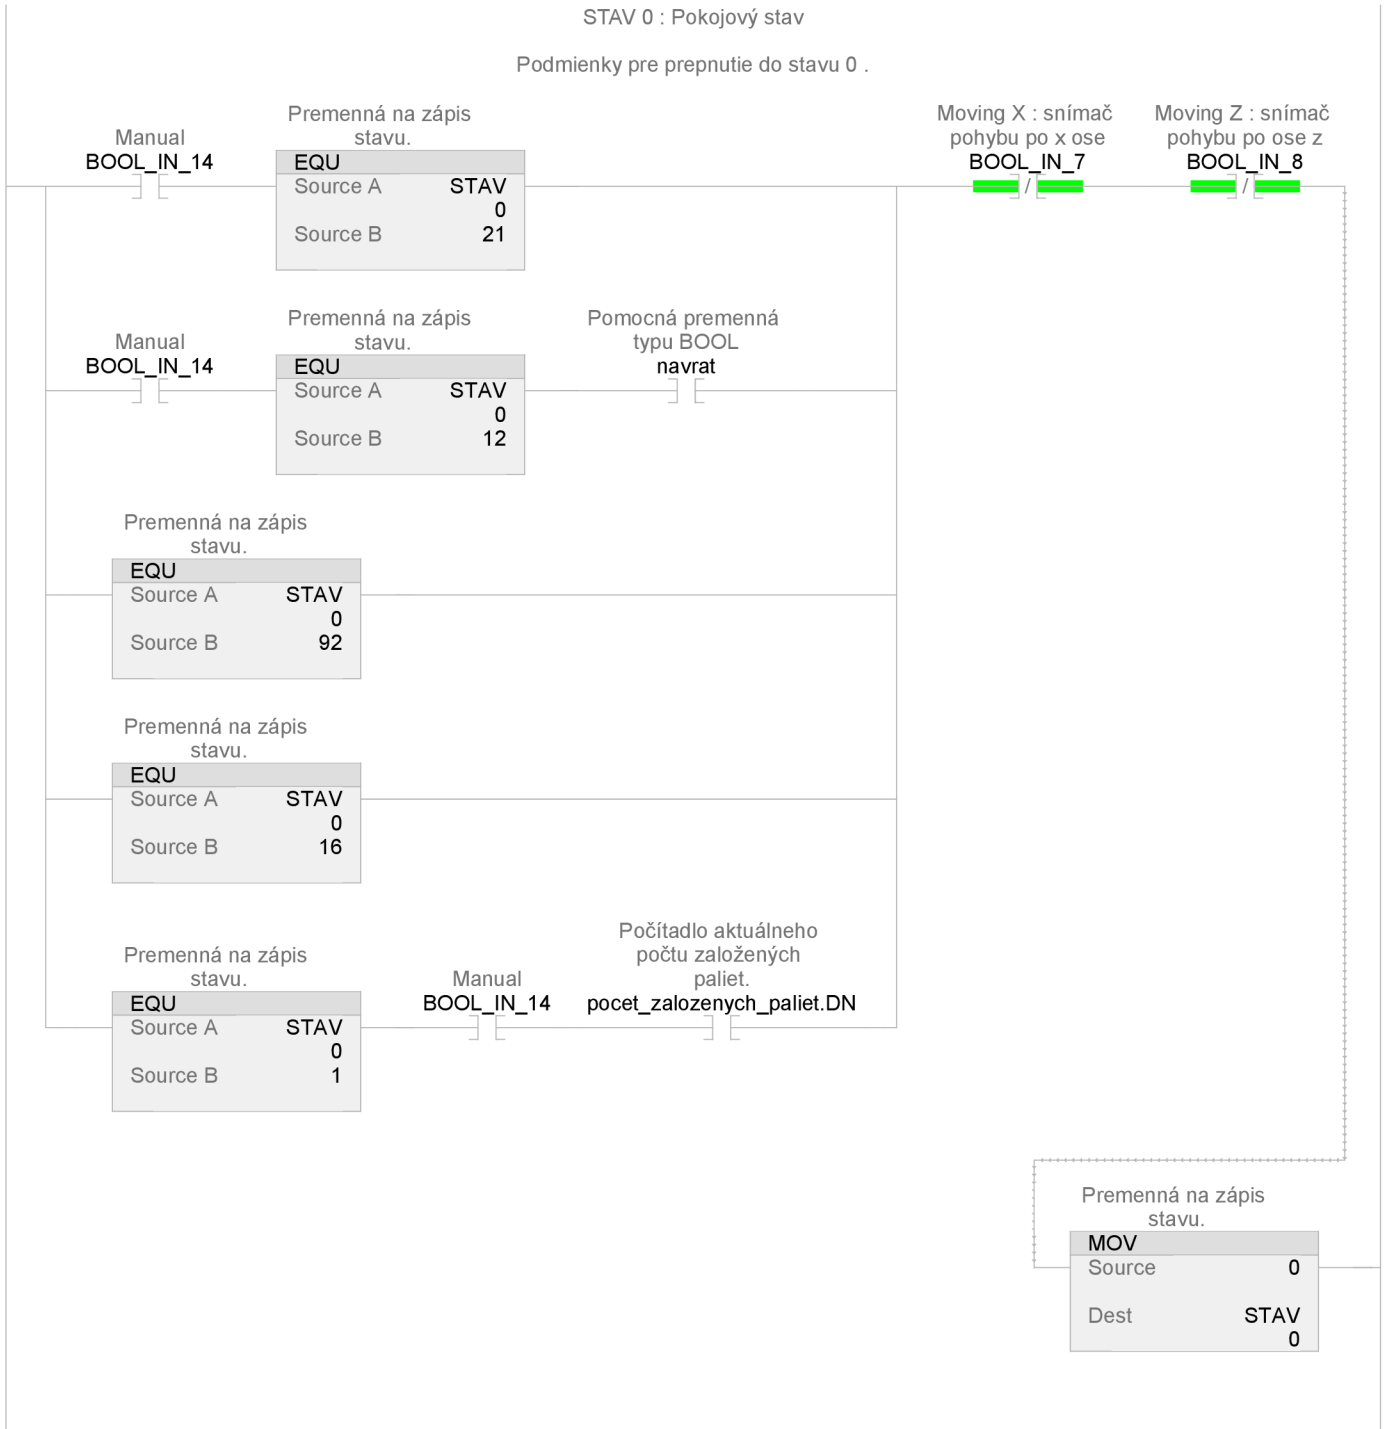 STAV 0 : Pokojový stav
Podmienky pre prepnutie do stavu 0 .
Manual
BOOL_IN_14
Premenná na zápis
stavu.
EQU
Source A STAV
0
Source B 21
Moving X : snímač
pohybu po x ose
BOOL_IN_7
/
Moving Z : snímač
pohybu po ose z
BOOL_IN_8
/
Manual
BOOL_IN_14
Premenná na zápis
stavu.
EQU
Source A STAV
0
Source B 12
Pomocná premenná
typu BOOL
navrat
Premenná na zápis
stavu.
EQU
Source A STAV
0
Source B 92
Premenná na zápis
stavu.
EQU
Source A STAV
0
Source B 16
Premenná na zápis
stavu.
EQU
Source A STAV
0
Source B 1
Manual
BOOL_IN_14
Počítadlo aktuálneho
počtu založených
paliet.
pocet_zalozenych_paliet.DN
Premenná na zápis
stavu.
MOV
Source 0
Dest STAV
0